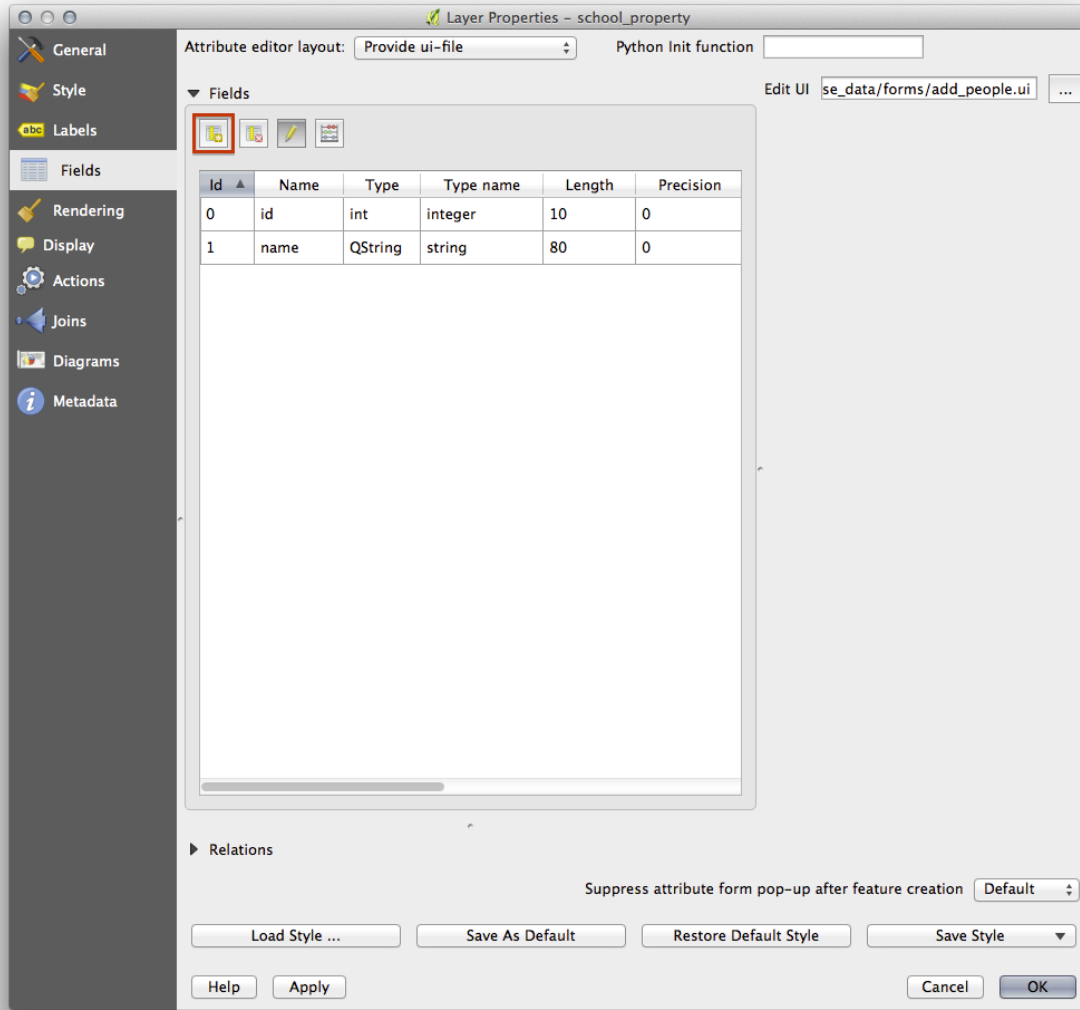 Layer Properties – school_property
General
Style
abc Labels
Fields
Rendering
Display
Actions
Joins
Diagrams
i Metadata
Attribute editor layout: Provide ui-file Python Init function
Fields
Edit UI se_data/forms/add_people.ui ...
Id Name Type Type name Length Precision
0 id int integer 10 0
1 name QString string 80 0
Relations
Suppress attribute form pop-up after feature creation Default
Load Style ... Save As Default Restore Default Style Save Style
Help Apply Cancel OK